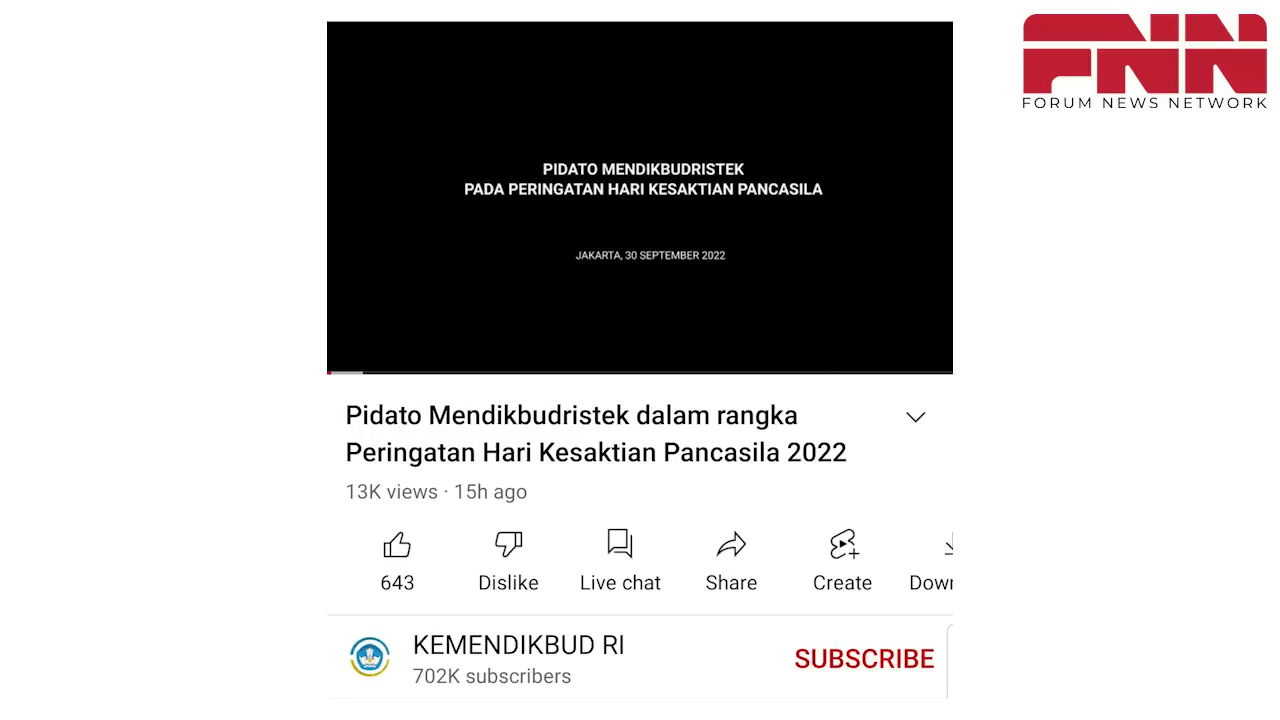 FNN
FORUM NEWS NETWORK
PIDATO MENDIKBUDRISTEK
PADA PERINGATAN HARI KESAKTIAN PANCASILA
JAKARTA, 30 SEPTEMBER 2022
Pidato Mendikbudristek dalam rangka
Peringatan Hari Kesaktian Pancasila 2022
13K views · 15h ago
643 Dislike Live chat Share Create Down
KEMENDIKBUD RI
SUBSCRIBE
702K subscribers